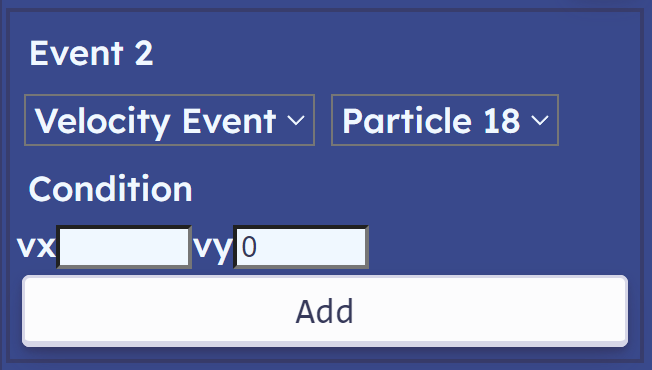 Event 2
Velocity Event Particle 18
Condition
vx vy 0
Add